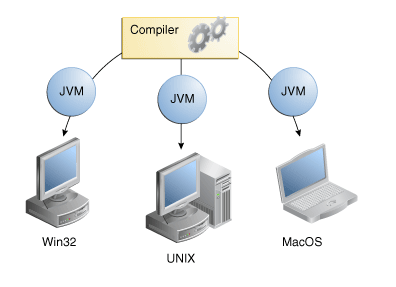 Compiler
JVM
JVM
JVM
Win32
UNIX
MacOS